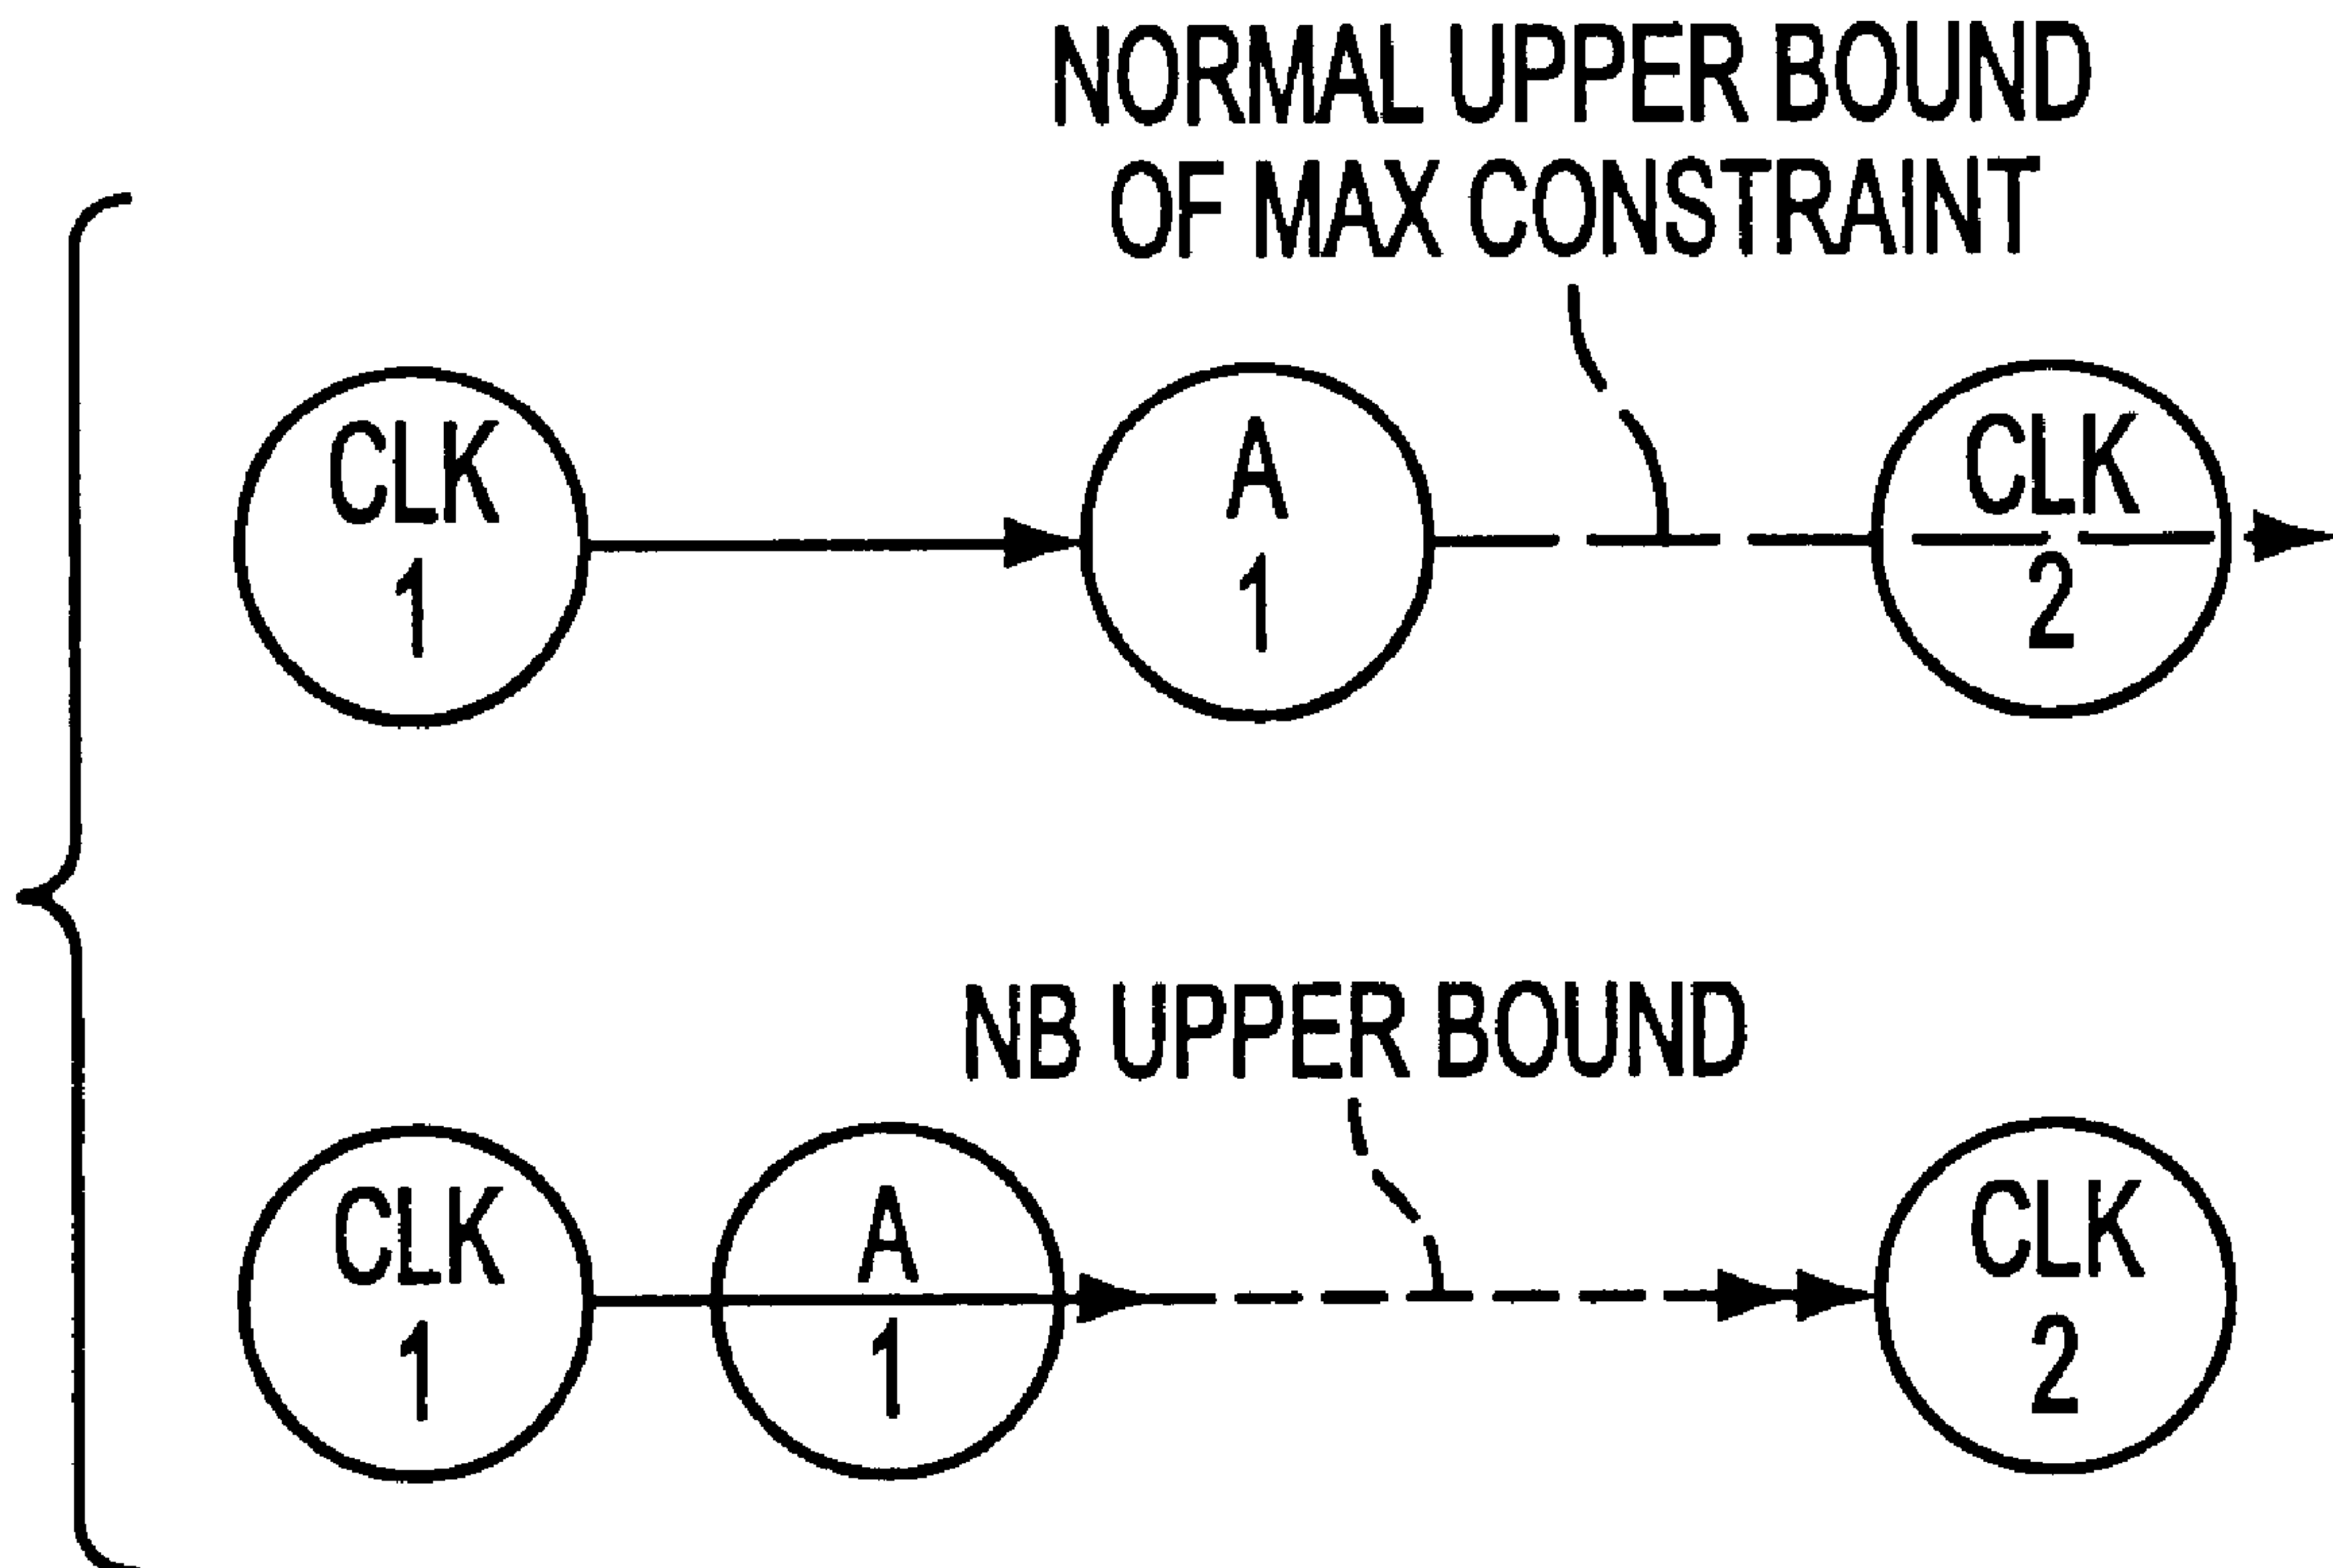 NORMAL UPPER BOUND
OF MAX CONSTRAINT
CLK
1
A
1
CLK
2
NB UPPER BOUND
CLK
1
A
1
CLK
2